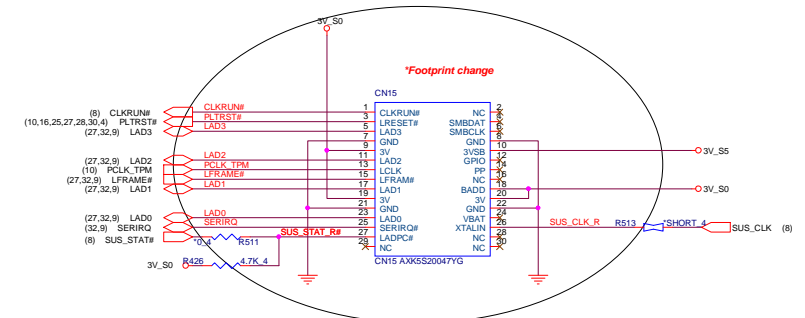 3V_S0
*Footprint change
CN15
(8) CLKRUN# CLKRUN# 1 CLKRUN# NC 2
(10,16,25,27,28,30,4) PLTRST# PLTRST# 3 LRESET# SMBDAT 4
(27,32,9) LAD3 LAD3 5 LAD3 SMBCLK 6
7 GND GND 8
9 3V 3VSB 10 3V_S5
(27,32,9) LAD2 LAD2 11 LAD2 GPIO 12
(10) PCLK_TPM PCLK_TPM 13 LCLK PP 14
(27,32,9) LFRAME# LFRAME# 15 LFRAM# NC 16
(27,32,9) LAD1 LAD1 17 LAD1 BADD 18 3V_S0
19 3V 3V 20
21 GND GND 22
(27,32,9) LAD0 LAD0 23 LAD0 VBAT 24
(32,9) SERIRQ SERIRQ 25 SERIRQ# XTALIN 26 SUS_CLK_R R513 *SHORT_4 SUS_CLK (8)
(8) SUS_STAT# *0_4 R511 SUS_STAT_R# 27 LADPC# NC 28
29 NC NC 30
3V_S0 R426 4.7K_4 CN15 AXK5S20047YG